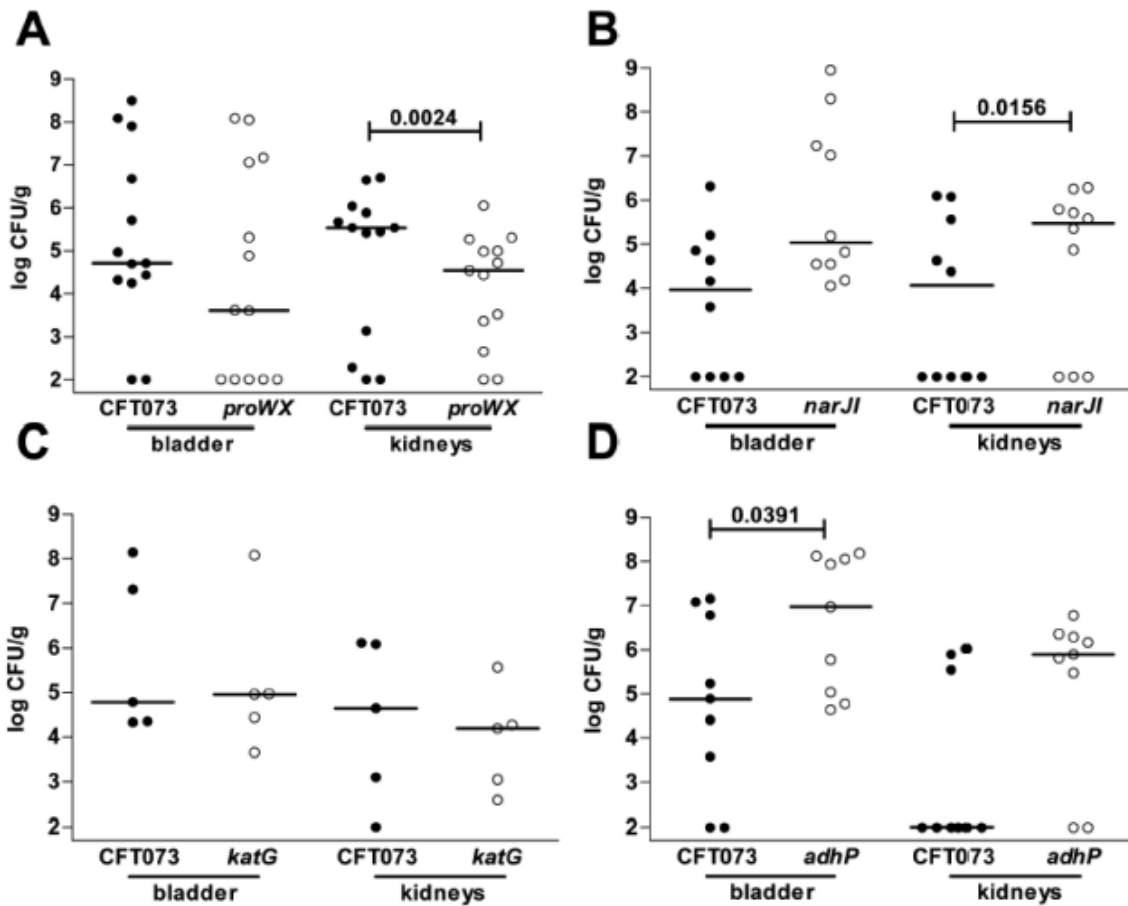 A
log CFU/g
9
8
7
6
5
4
3
2
0.0024
CFT073 proWX CFT073 proWX
bladder kidneys
B
log CFU/g
9
8
7
6
5
4
3
2
0.0156
CFT073 narJI CFT073 narJI
bladder kidneys
C
log CFU/g
9
8
7
6
5
4
3
2
CFT073 katG CFT073 katG
bladder kidneys
D
log CFU/g
9
8
7
6
5
4
3
2
0.0391
CFT073 adhP CFT073 adhP
bladder kidneys